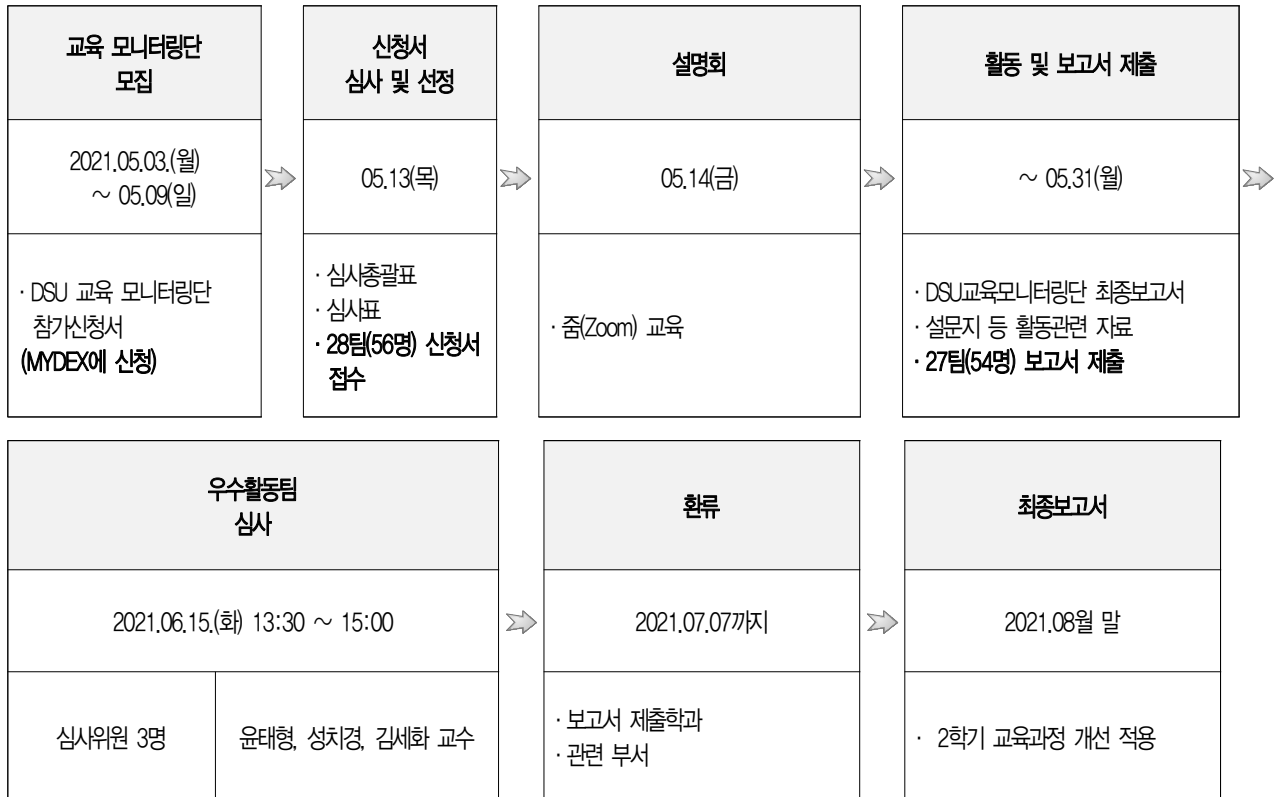 교육 모니터링단
모집
신청서
심사 및 선정
설명회
활동 및 보고서 제출
2021.05.03.(월)
~ 05.09(일)
05.13(목)
05.14(금)
~ 05.31(월)
· DSU 교육 모니터링단
참가신청서
(MYDEX에 신청)
· 심사총괄표
· 심사표
· 28팀(56명) 신청서
접수
· 줌(Zoom) 교육
· DSU교육모니터링단 최종보고서
· 설문지 등 활동관련 자료
· 27팀(54명) 보고서 제출
우수활동팀
심사
환류
최종보고서
2021.06.15.(화) 13:30 ~ 15:00
2021.07.07까지
2021.08월 말
심사위원 3명
윤태형, 성치경, 김세화 교수
· 보고서 제출학과
· 관련 부서
· 2학기 교육과정 개선 적용